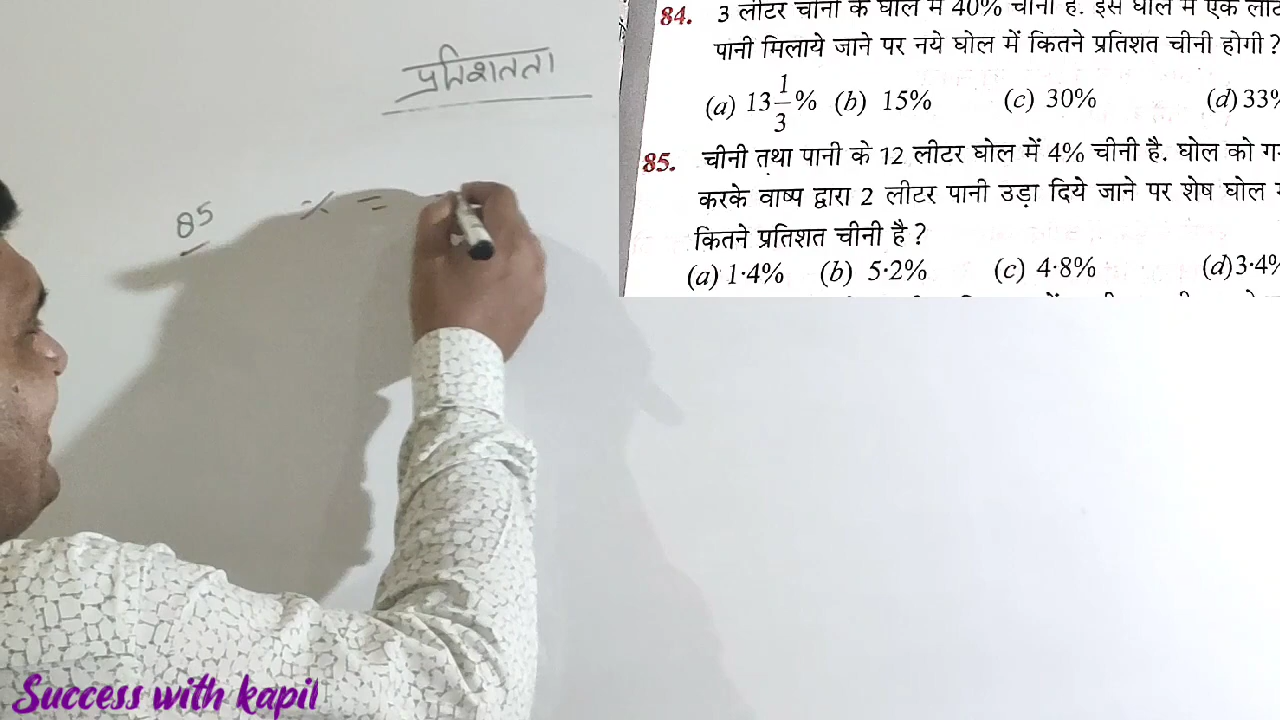 प्रतिशतता
84. 3 लीटर चीनी के घोल में 40% चीनी है. इस घोल में एक
पानी मिलाये जाने पर नये घोल में कितने प्रतिशत चीनी होगी ?
(a) 13 1/3 % (b) 15% (c) 30% (d) 33%
85. चीनी तथा पानी के 12 लीटर घोल में 4% चीनी है. घोल को
करके वाष्प द्वारा 2 लीटर पानी उड़ा दिये जाने पर शेष घोल
कितने प्रतिशत चीनी है ?
(a) 1·4% (b) 5·2% (c) 4·8% (d) 3·4%
85 x =
Success with kapil